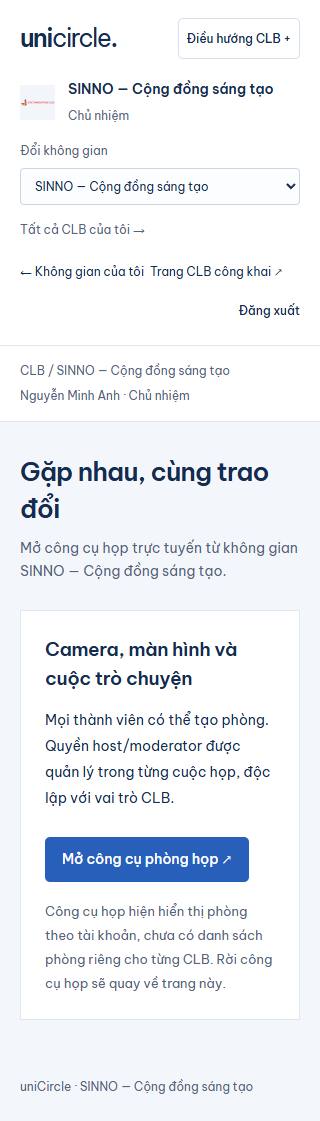 unicircle.
Điều hướng CLB +
SINNO — Cộng đồng sáng tạo
Chủ nhiệm
Đổi không gian
SINNO — Cộng đồng sáng tạo
Tất cả CLB của tôi →
← Không gian của tôi Trang CLB công khai ↗
Đăng xuất
CLB / SINNO — Cộng đồng sáng tạo
Nguyễn Minh Anh · Chủ nhiệm
Gặp nhau, cùng trao
đổi
Mở công cụ họp trực tuyến từ không gian
SINNO — Cộng đồng sáng tạo.
Camera, màn hình và
cuộc trò chuyện
Mọi thành viên có thể tạo phòng.
Quyền host/moderator được
quản lý trong từng cuộc họp, độc
lập với vai trò CLB.
Mở công cụ phòng họp ↗
Công cụ họp hiện hiển thị phòng
theo tài khoản, chưa có danh sách
phòng riêng cho từng CLB. Rời công
cụ họp sẽ quay về trang này.
uniCircle · SINNO — Cộng đồng sáng tạo